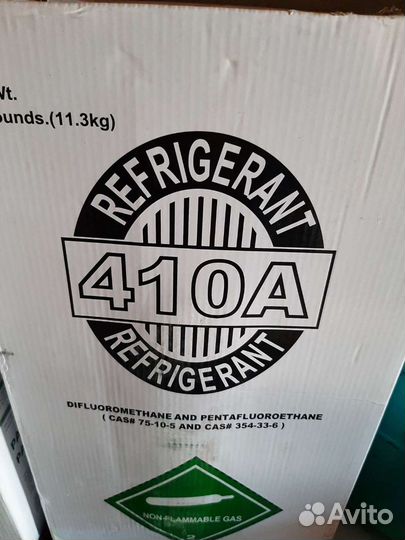 Wt.
ounds.(11.3kg)
REFRIGERANT
410A
REFRIGERANT
DIFLUOROMETHANE AND PENTAFLUOROETHANE
( CAS# 75-10-5 AND CAS# 354-33-6 )
NON-FLAMMABLE GAS
2
Avito